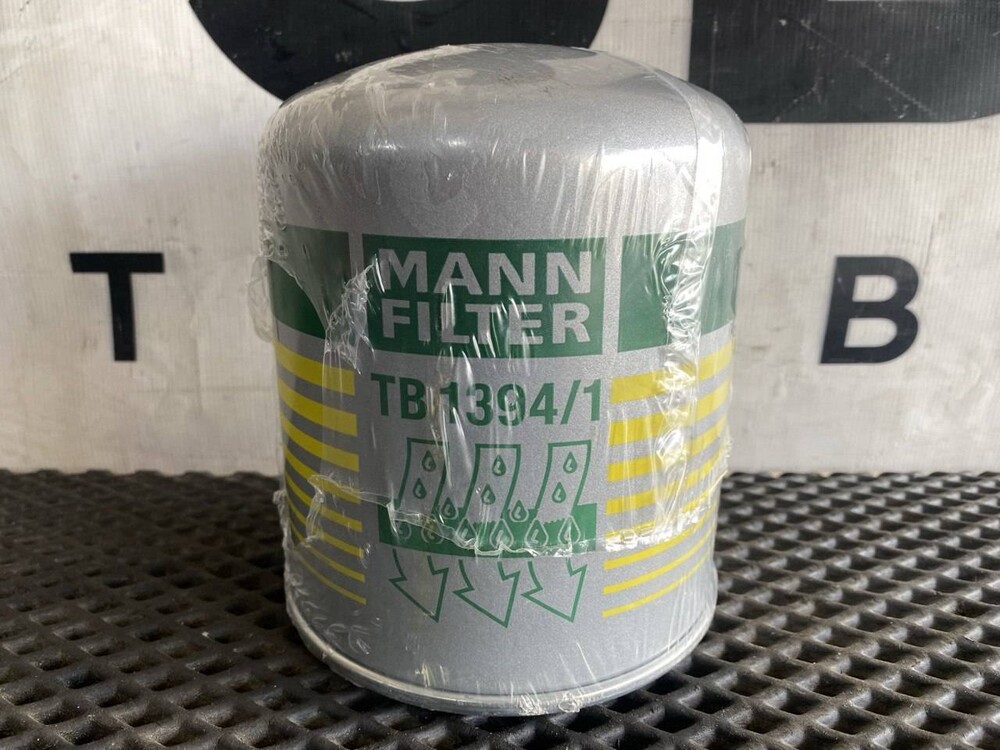 MANN
FILTER
T
B
TB 1394/1